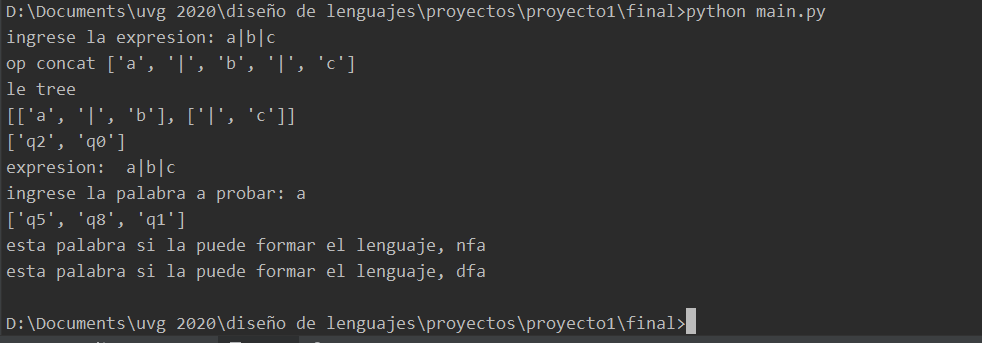 D:\Documents\uvg 2020\diseño de lenguajes\proyectos\proyecto1\final>python main.py
ingrese la expresion: a|b|c
op concat ['a', '|', 'b', '|', 'c']
le tree
[['a', '|', 'b'], ['|', 'c']]
['q2', 'q0']
expresion:  a|b|c
ingrese la palabra a probar: a
['q5', 'q8', 'q1']
esta palabra si la puede formar el lenguaje, nfa
esta palabra si la puede formar el lenguaje, dfa
D:\Documents\uvg 2020\diseño de lenguajes\proyectos\proyecto1\final>